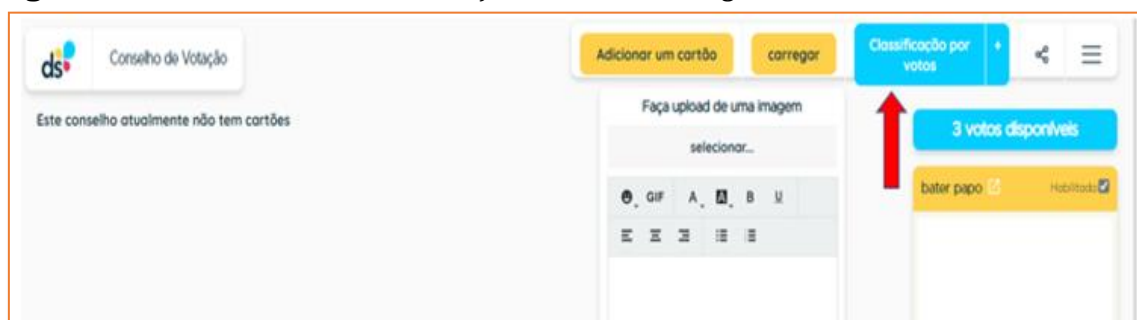 ds
Conselho de Votação
Adicionar um cartão
carregar
Classificação por
votos
+
Este conselho atualmente não tem cartões
Faça upload de uma imagem
selecionar...
3 votos disponíveis
bater papo
Habilitado
GIF A A B U